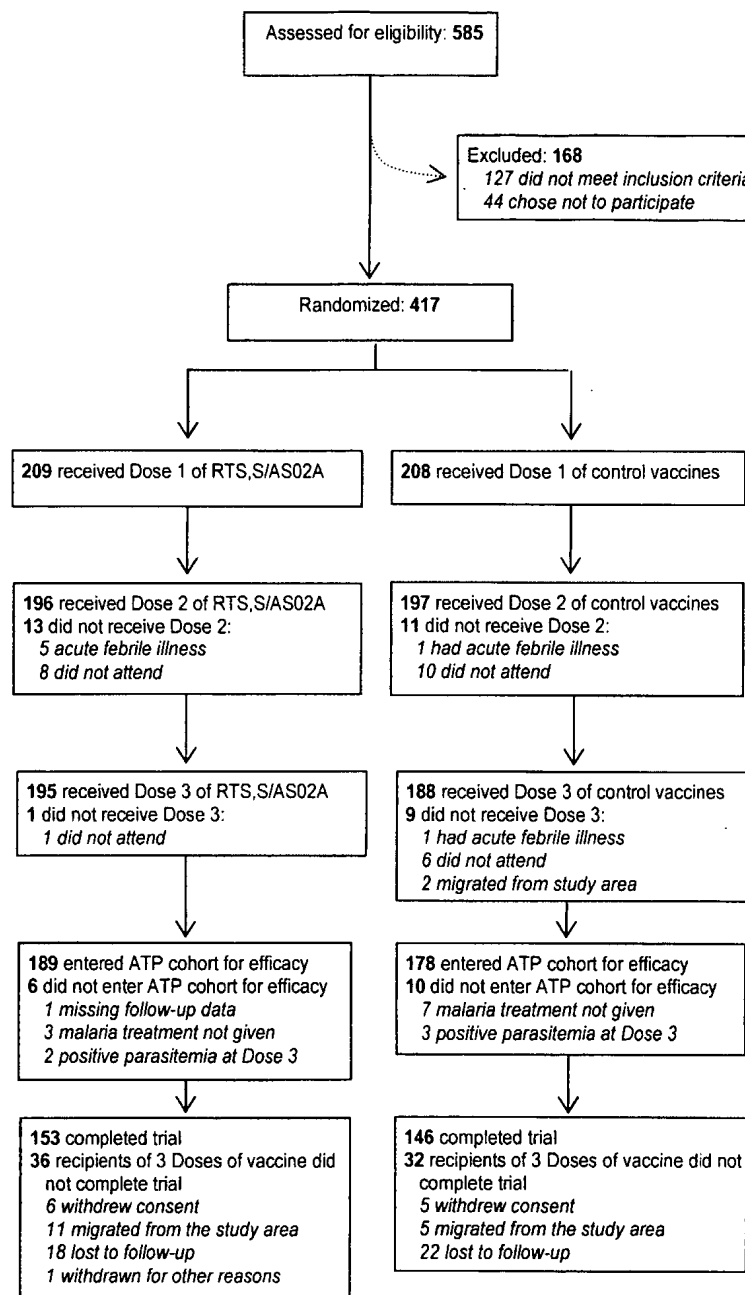 Assessed for eligibility: 585
Excluded: 168
127 did not meet inclusion criteria
44 chose not to participate
Randomized: 417
209 received Dose 1 of RTS,S/AS02A
208 received Dose 1 of control vaccines
196 received Dose 2 of RTS,S/AS02A
13 did not receive Dose 2:
5 acute febrile illness
8 did not attend
197 received Dose 2 of control vaccines
11 did not receive Dose 2:
1 had acute febrile illness
10 did not attend
195 received Dose 3 of RTS,S/AS02A
1 did not receive Dose 3:
1 did not attend
188 received Dose 3 of control vaccines
9 did not receive Dose 3:
1 had acute febrile illness
6 did not attend
2 migrated from study area
189 entered ATP cohort for efficacy
6 did not enter ATP cohort for efficacy
1 missing follow-up data
3 malaria treatment not given
2 positive parasitemia at Dose 3
178 entered ATP cohort for efficacy
10 did not enter ATP cohort for efficacy
7 malaria treatment not given
3 positive parasitemia at Dose 3
153 completed trial
36 recipients of 3 Doses of vaccine did
not complete trial
6 withdrew consent
11 migrated from the study area
18 lost to follow-up
1 withdrawn for other reasons
146 completed trial
32 recipients of 3 Doses of vaccine did not
complete trial
5 withdrew consent
5 migrated from the study area
22 lost to follow-up